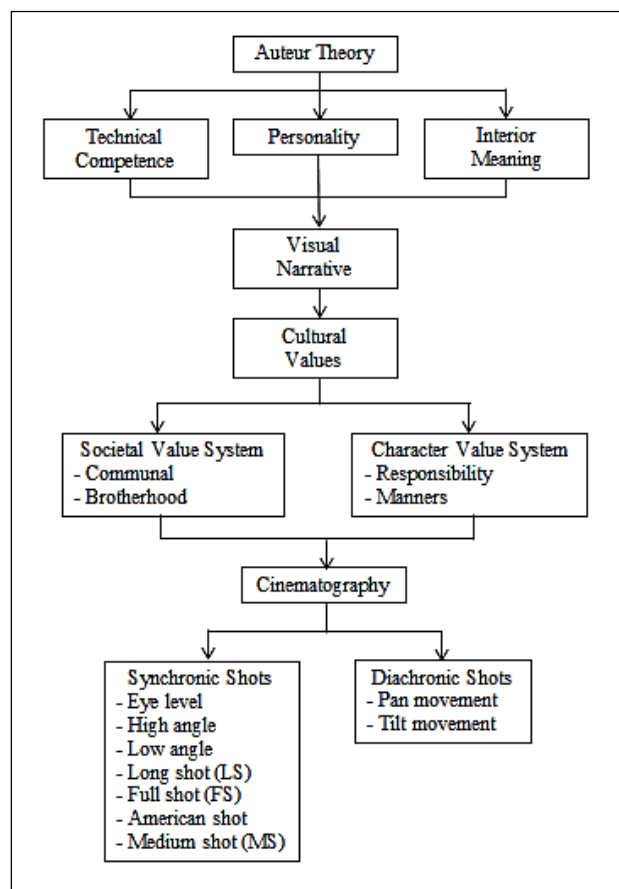 Auteur Theory
Technical
Competence
Personality
Interior
Meaning
Visual
Narrative
Cultural
Values
Societal Value System
- Communal
- Brotherhood
Character Value System
- Responsibility
- Manners
Cinematography
Synchronic Shots
- Eye level
- High angle
- Low angle
- Long shot (LS)
- Full shot (FS)
- American shot
- Medium shot (MS)
Diachronic Shots
- Pan movement
- Tilt movement